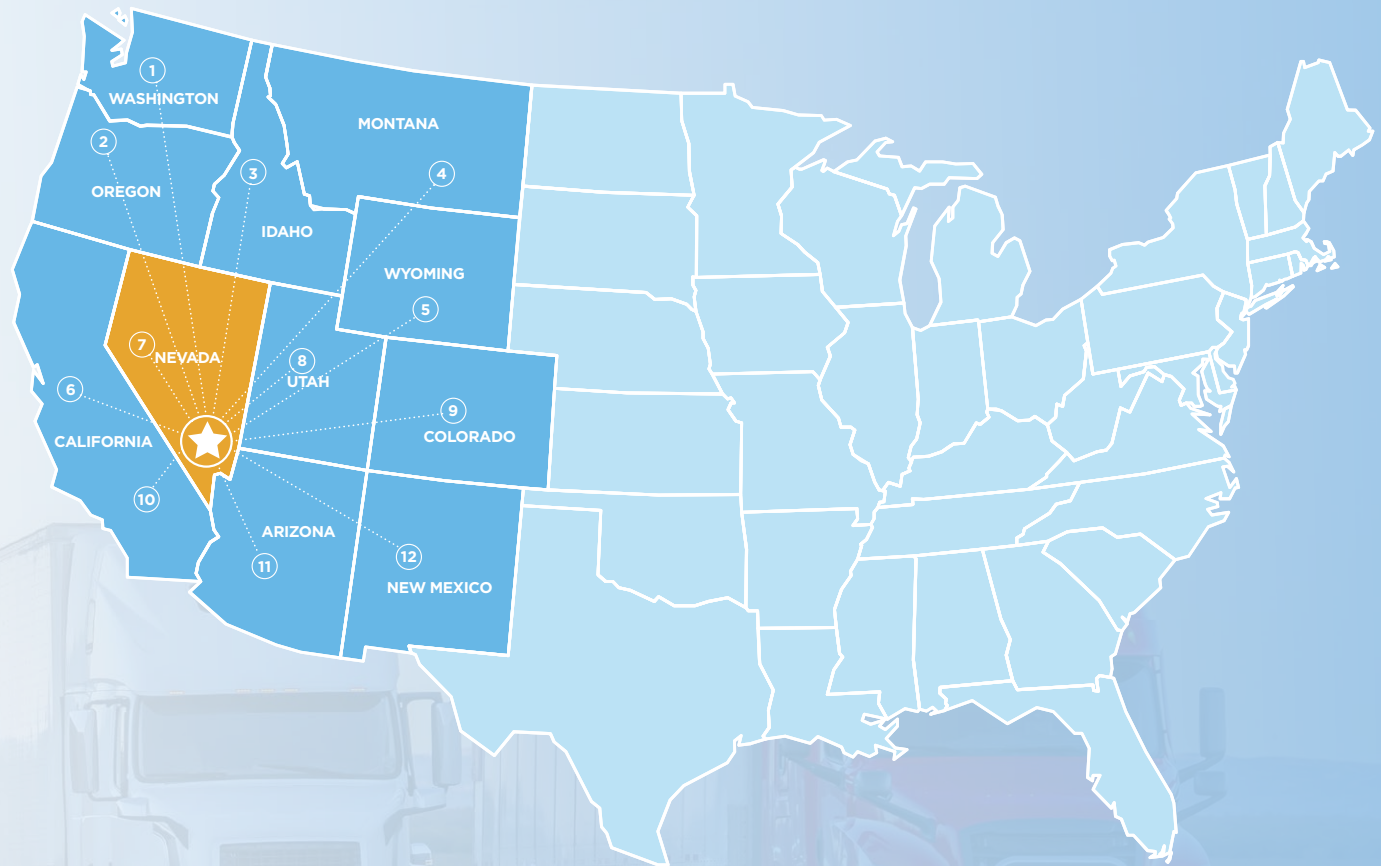 1
WASHINGTON
MONTANA
2
3
4
OREGON
IDAHO
WYOMING
5
7
NEVADA
8
UTAH
6
9
CALIFORNIA
COLORADO
10
ARIZONA
11
12
NEW MEXICO